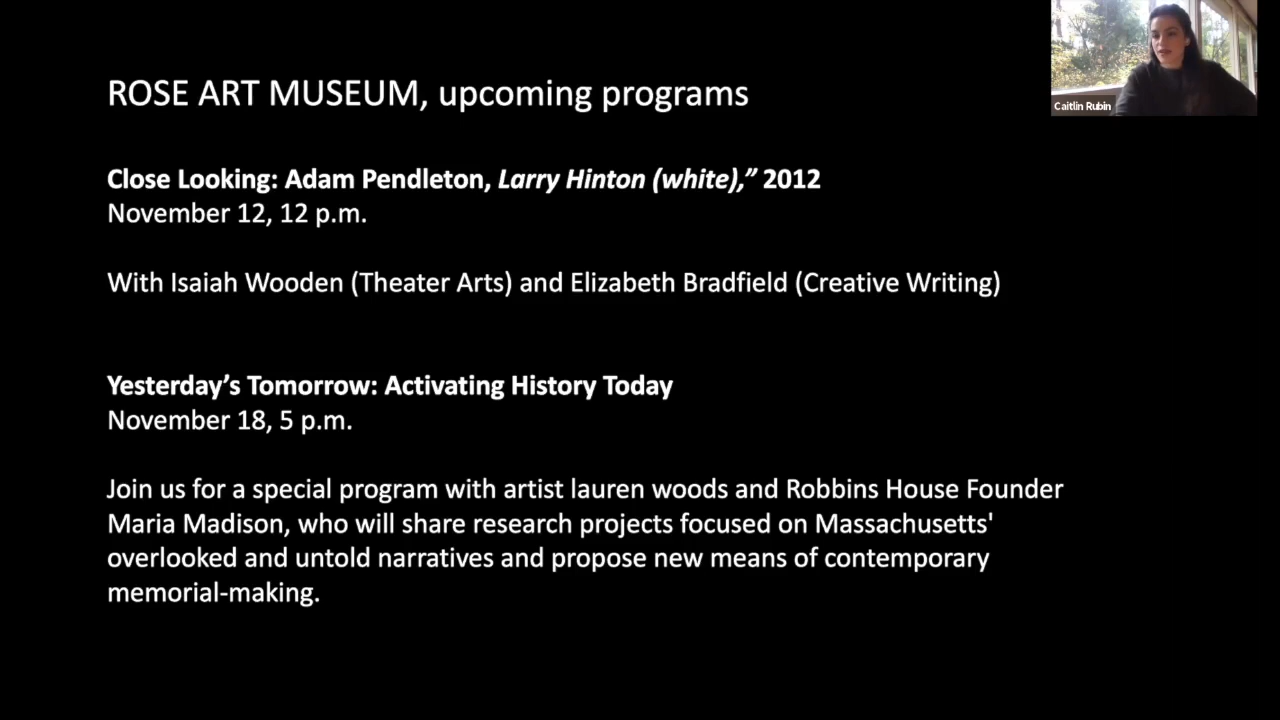 ROSE ART MUSEUM, upcoming programs
Caitlin Rubin
Close Looking: Adam Pendleton, Larry Hinton (white),” 2012
November 12, 12 p.m.
With Isaiah Wooden (Theater Arts) and Elizabeth Bradfield (Creative Writing)
Yesterday’s Tomorrow: Activating History Today
November 18, 5 p.m.
Join us for a special program with artist lauren woods and Robbins House Founder
Maria Madison, who will share research projects focused on Massachusetts'
overlooked and untold narratives and propose new means of contemporary
memorial-making.